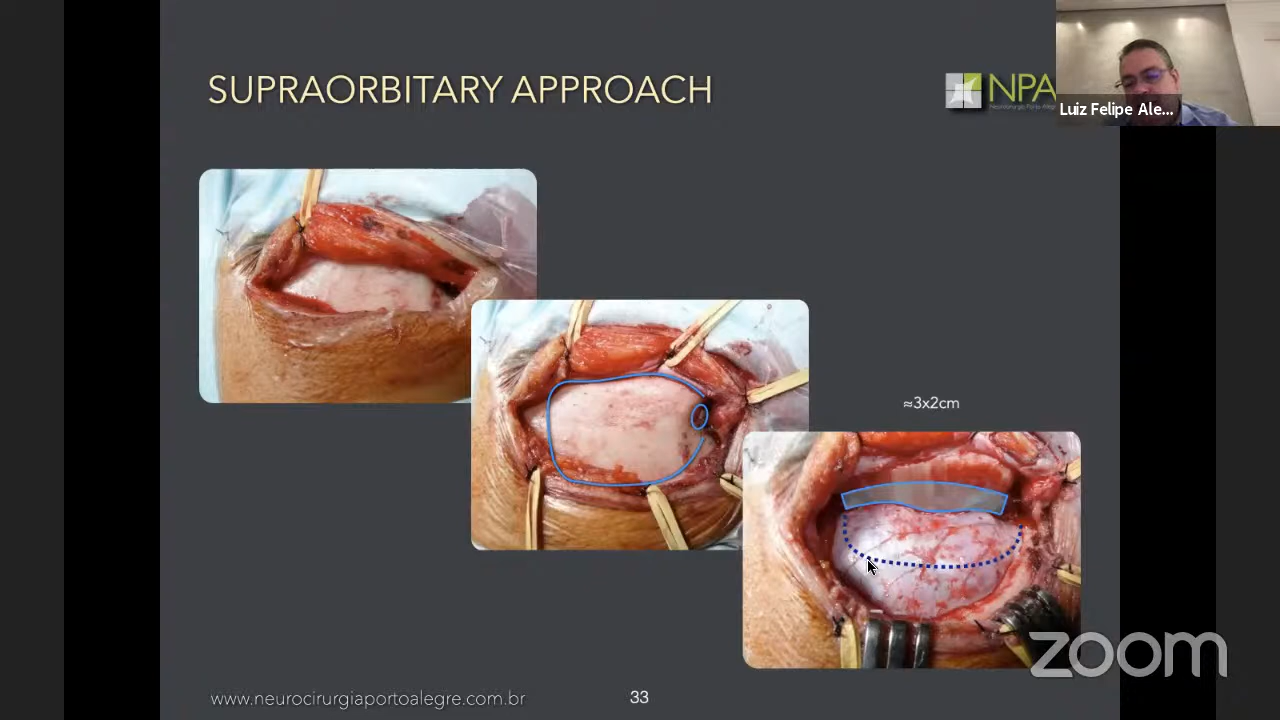 SUPRAORBITARY APPROACH
NPA
Luiz Felipe Ale...
≈3x2cm
zoom
www.neurocirurgiaportoalegre.com.br
33